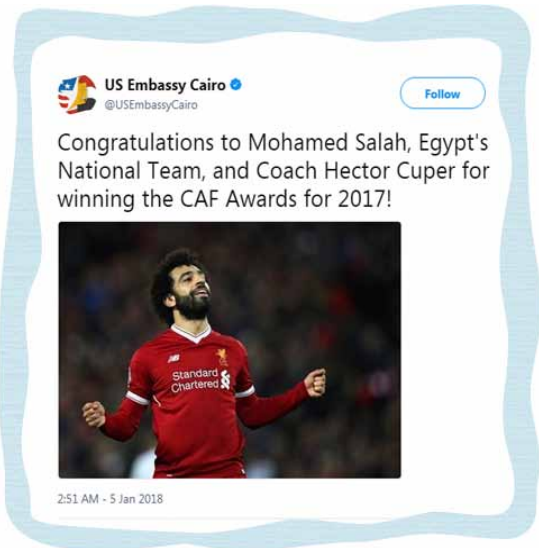 US Embassy Cairo
@USEmbassyCairo
Follow
Congratulations to Mohamed Salah, Egypt's
National Team, and Coach Hector Cuper for
winning the CAF Awards for 2017!
Standard
Chartered
2:51 AM - 5 Jan 2018